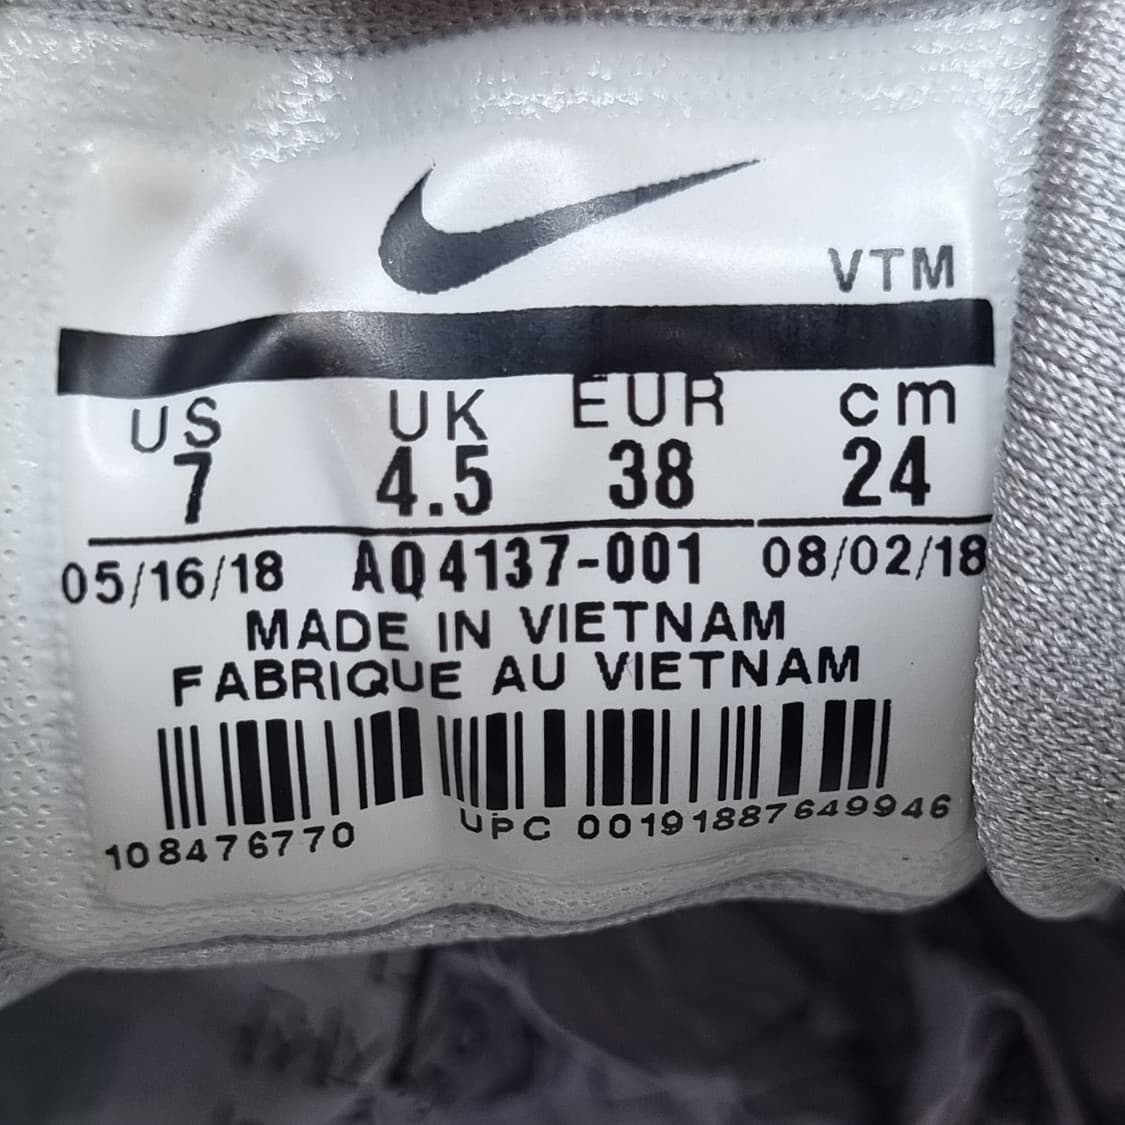 VTM
US UK EUR cm
7 4.5 38 24
05/16/18 AQ4137-001 08/02/18
MADE IN VIETNAM
FABRIQUE AU VIETNAM
108476770 UPC 00191887649946